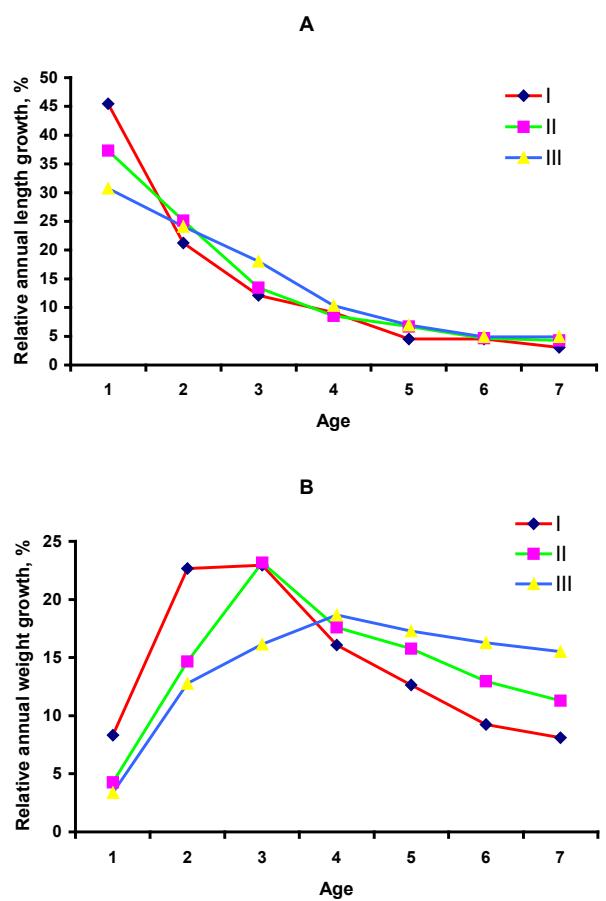 A
Relative annual length growth, %
50
45
40
35
30
25
20
15
10
5
0
I
II
III
1 2 3 4 5 6 7
Age
B
Relative annual weight growth, %
25
20
15
10
5
0
I
II
III
1 2 3 4 5 6 7
Age